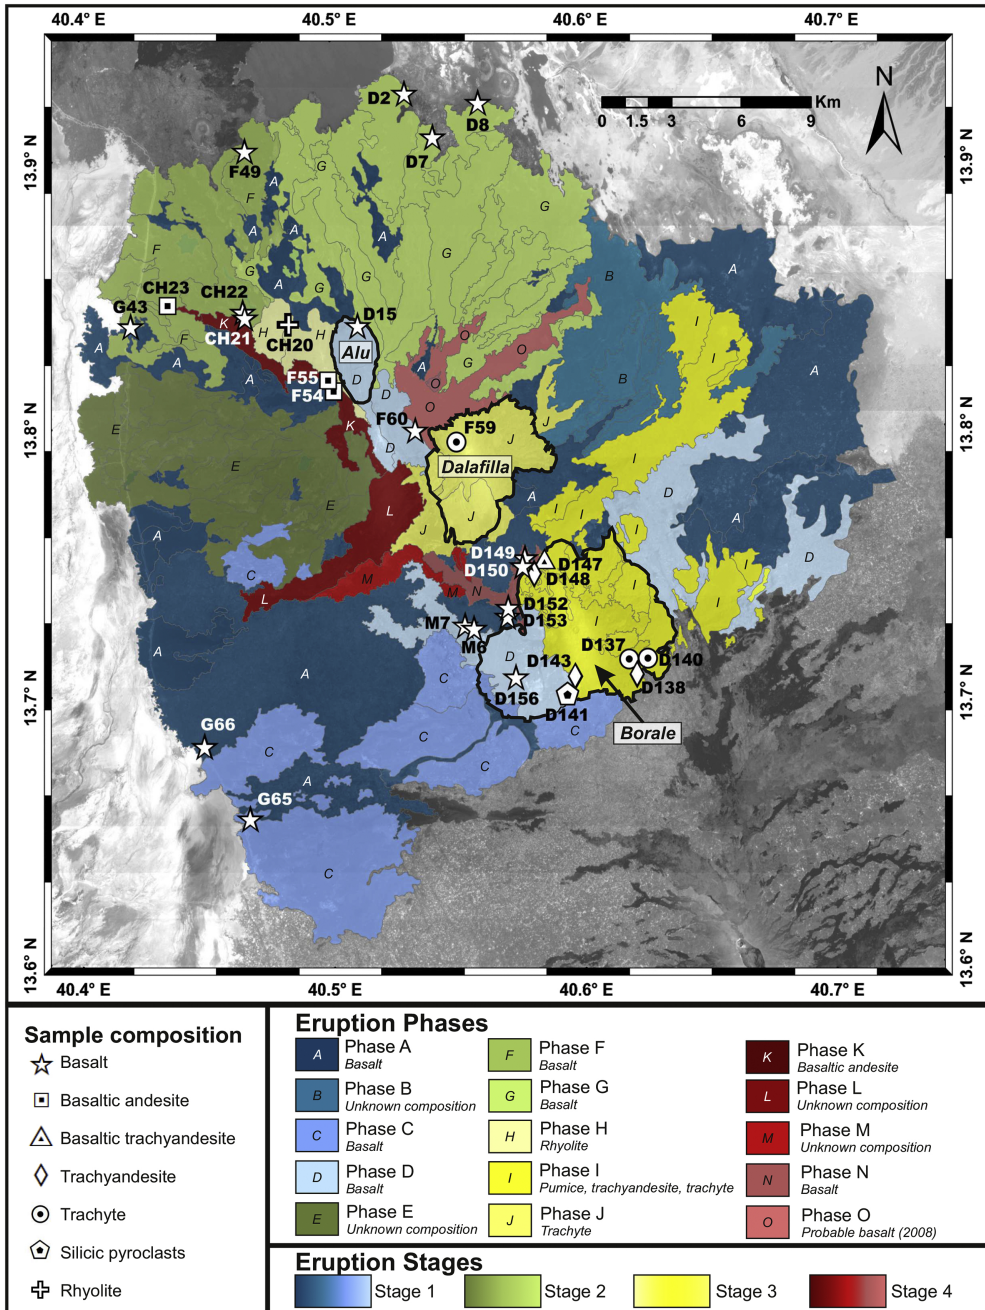 40.4° E 40.5° E 40.6° E 40.7° E
13.9° N
13.8° N
13.7° N
13.6° N
13.9° N
13.8° N
13.7° N
13.6° N
N
Km
0 1.5 3 6 9
D2
D8
D7
F49
G
F
A
G
A
A
A
G
F
G
G
A
G
G
B
A
CH23
CH22
G43
CH21
K
H
CH20
H
D15
Alu
F
A
A
A
D
O
O
G
A
O
B
I
I
A
F55
F54
D
O
F60
D
K
F59
J
J
Dalafilla
E
E
E
L
J
J
A
I
I
I
I
D
A
D
A
C
L
M
M
N
D149
D150
D147
D148
I
I
I
D152
D153
M7
M6
I
A
A
C
D
D156
D143
D137
D140
D138
D141
Borale
C
G66
C
C
C
A
G65
C
40.4° E 40.5° E 40.6° E 40.7° E
Sample composition
Basalt
Basaltic andesite
Basaltic trachyandesite
Trachyandesite
Trachyte
Silicic pyroclasts
Rhyolite
Eruption Phases
A Phase A
Basalt
B Phase B
Unknown composition
C Phase C
Basalt
D Phase D
Basalt
E Phase E
Unknown composition
F Phase F
Basalt
G Phase G
Basalt
H Phase H
Rhyolite
I Phase I
Pumice, trachyandesite, trachyte
J Phase J
Trachyte
K Phase K
Basaltic andesite
L Phase L
Unknown composition
M Phase M
Unknown composition
N Phase N
Basalt
O Phase O
Probable basalt (2008)
Eruption Stages
Stage 1 Stage 2 Stage 3 Stage 4